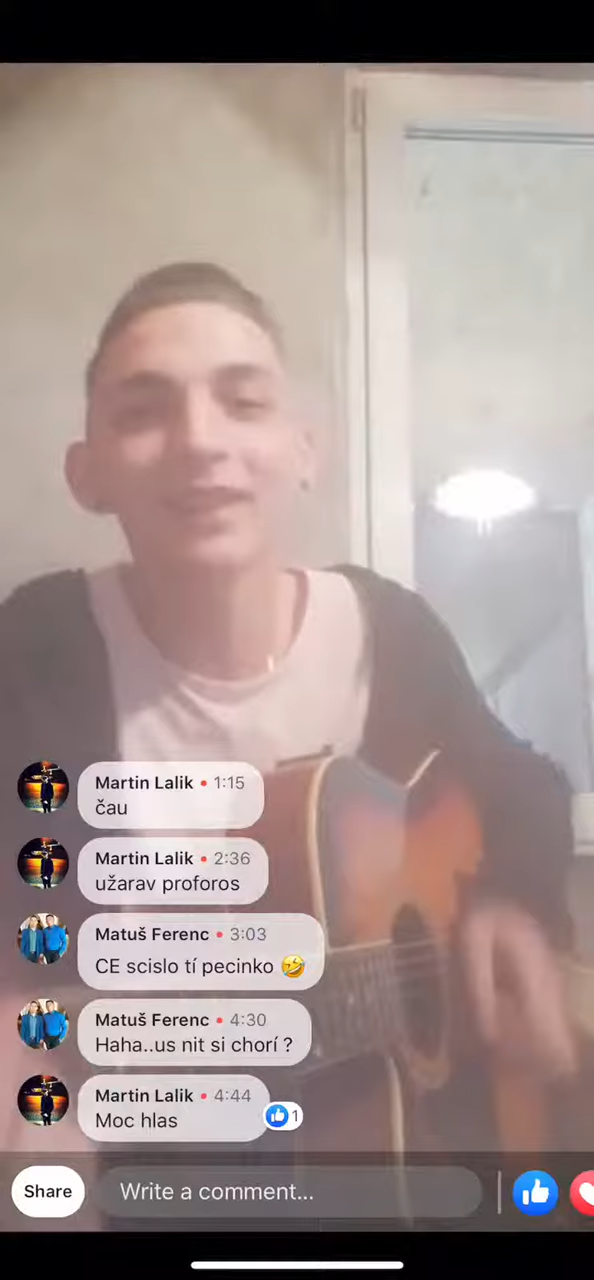 Martin Lalik • 1:15
čau
Martin Lalik • 2:36
užarav proforos
Matuš Ferenc • 3:03
CE scislo tí pecinko 🤣
Matuš Ferenc • 4:30
Haha..us nit si chorí ?
Martin Lalik • 4:44
Moc hlas
1
Share
Write a comment...